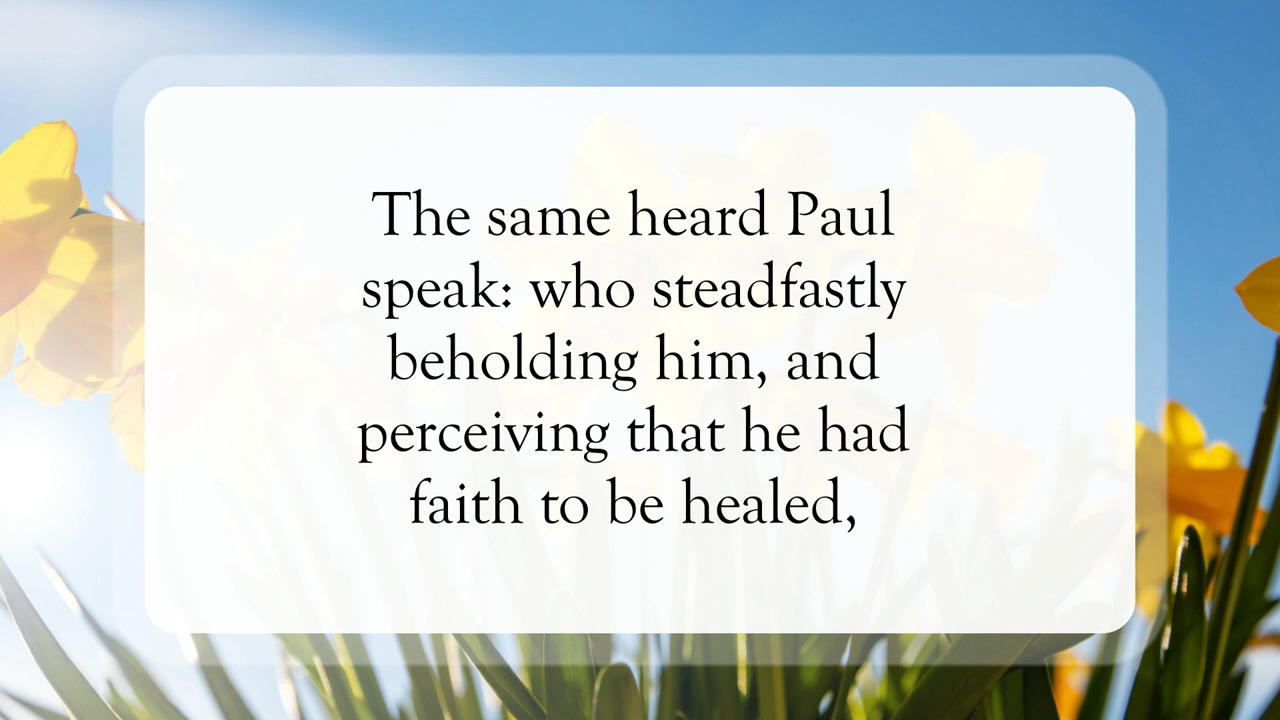 The same heard Paul
speak: who steadfastly
beholding him, and
perceiving that he had
faith to be healed,